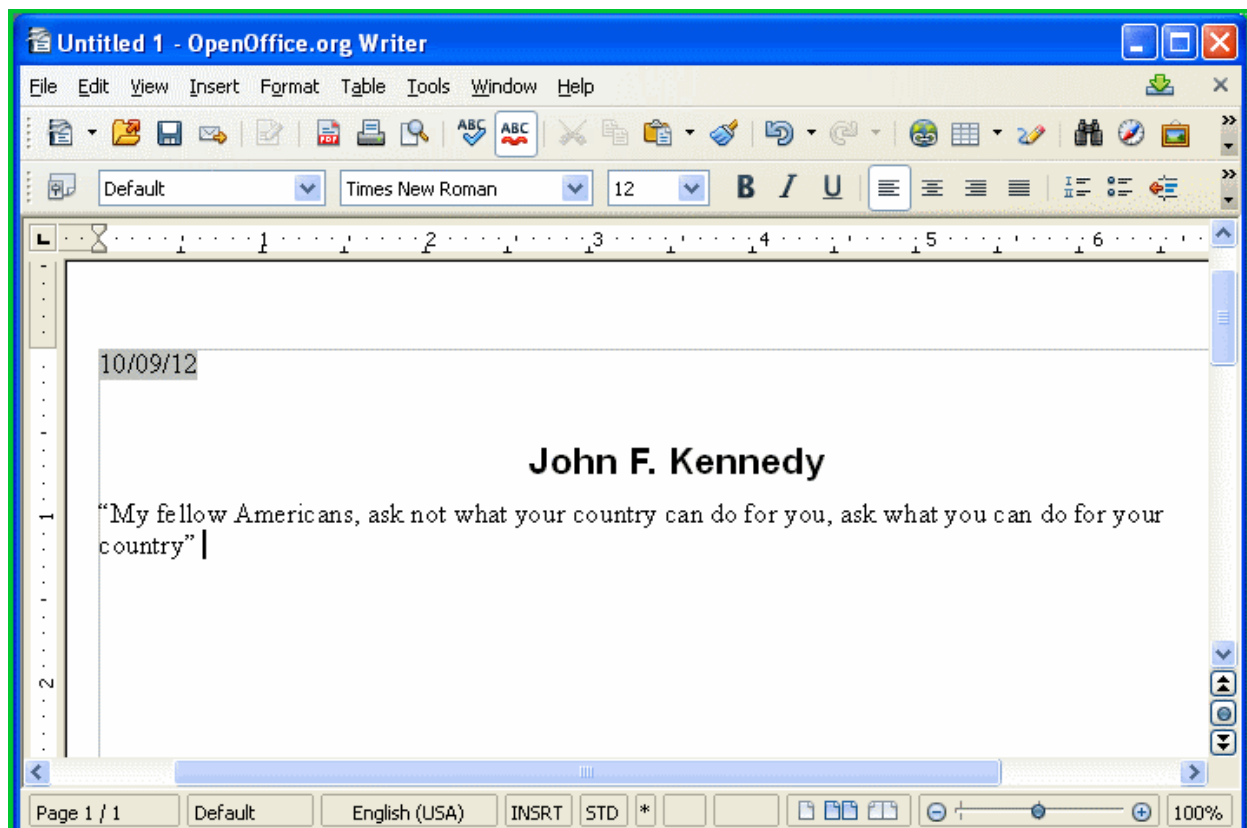 Untitled 1 - OpenOffice.org Writer
File Edit View Insert Format Table Tools Window Help
Default Times New Roman 12 B I U
1 2 3 4 5 6
10/09/12
John F. Kennedy
“My fellow Americans, ask not what your country can do for you, ask what you can do for your
country”
1
2
Page 1 / 1 Default English (USA) INSRT STD * 100%